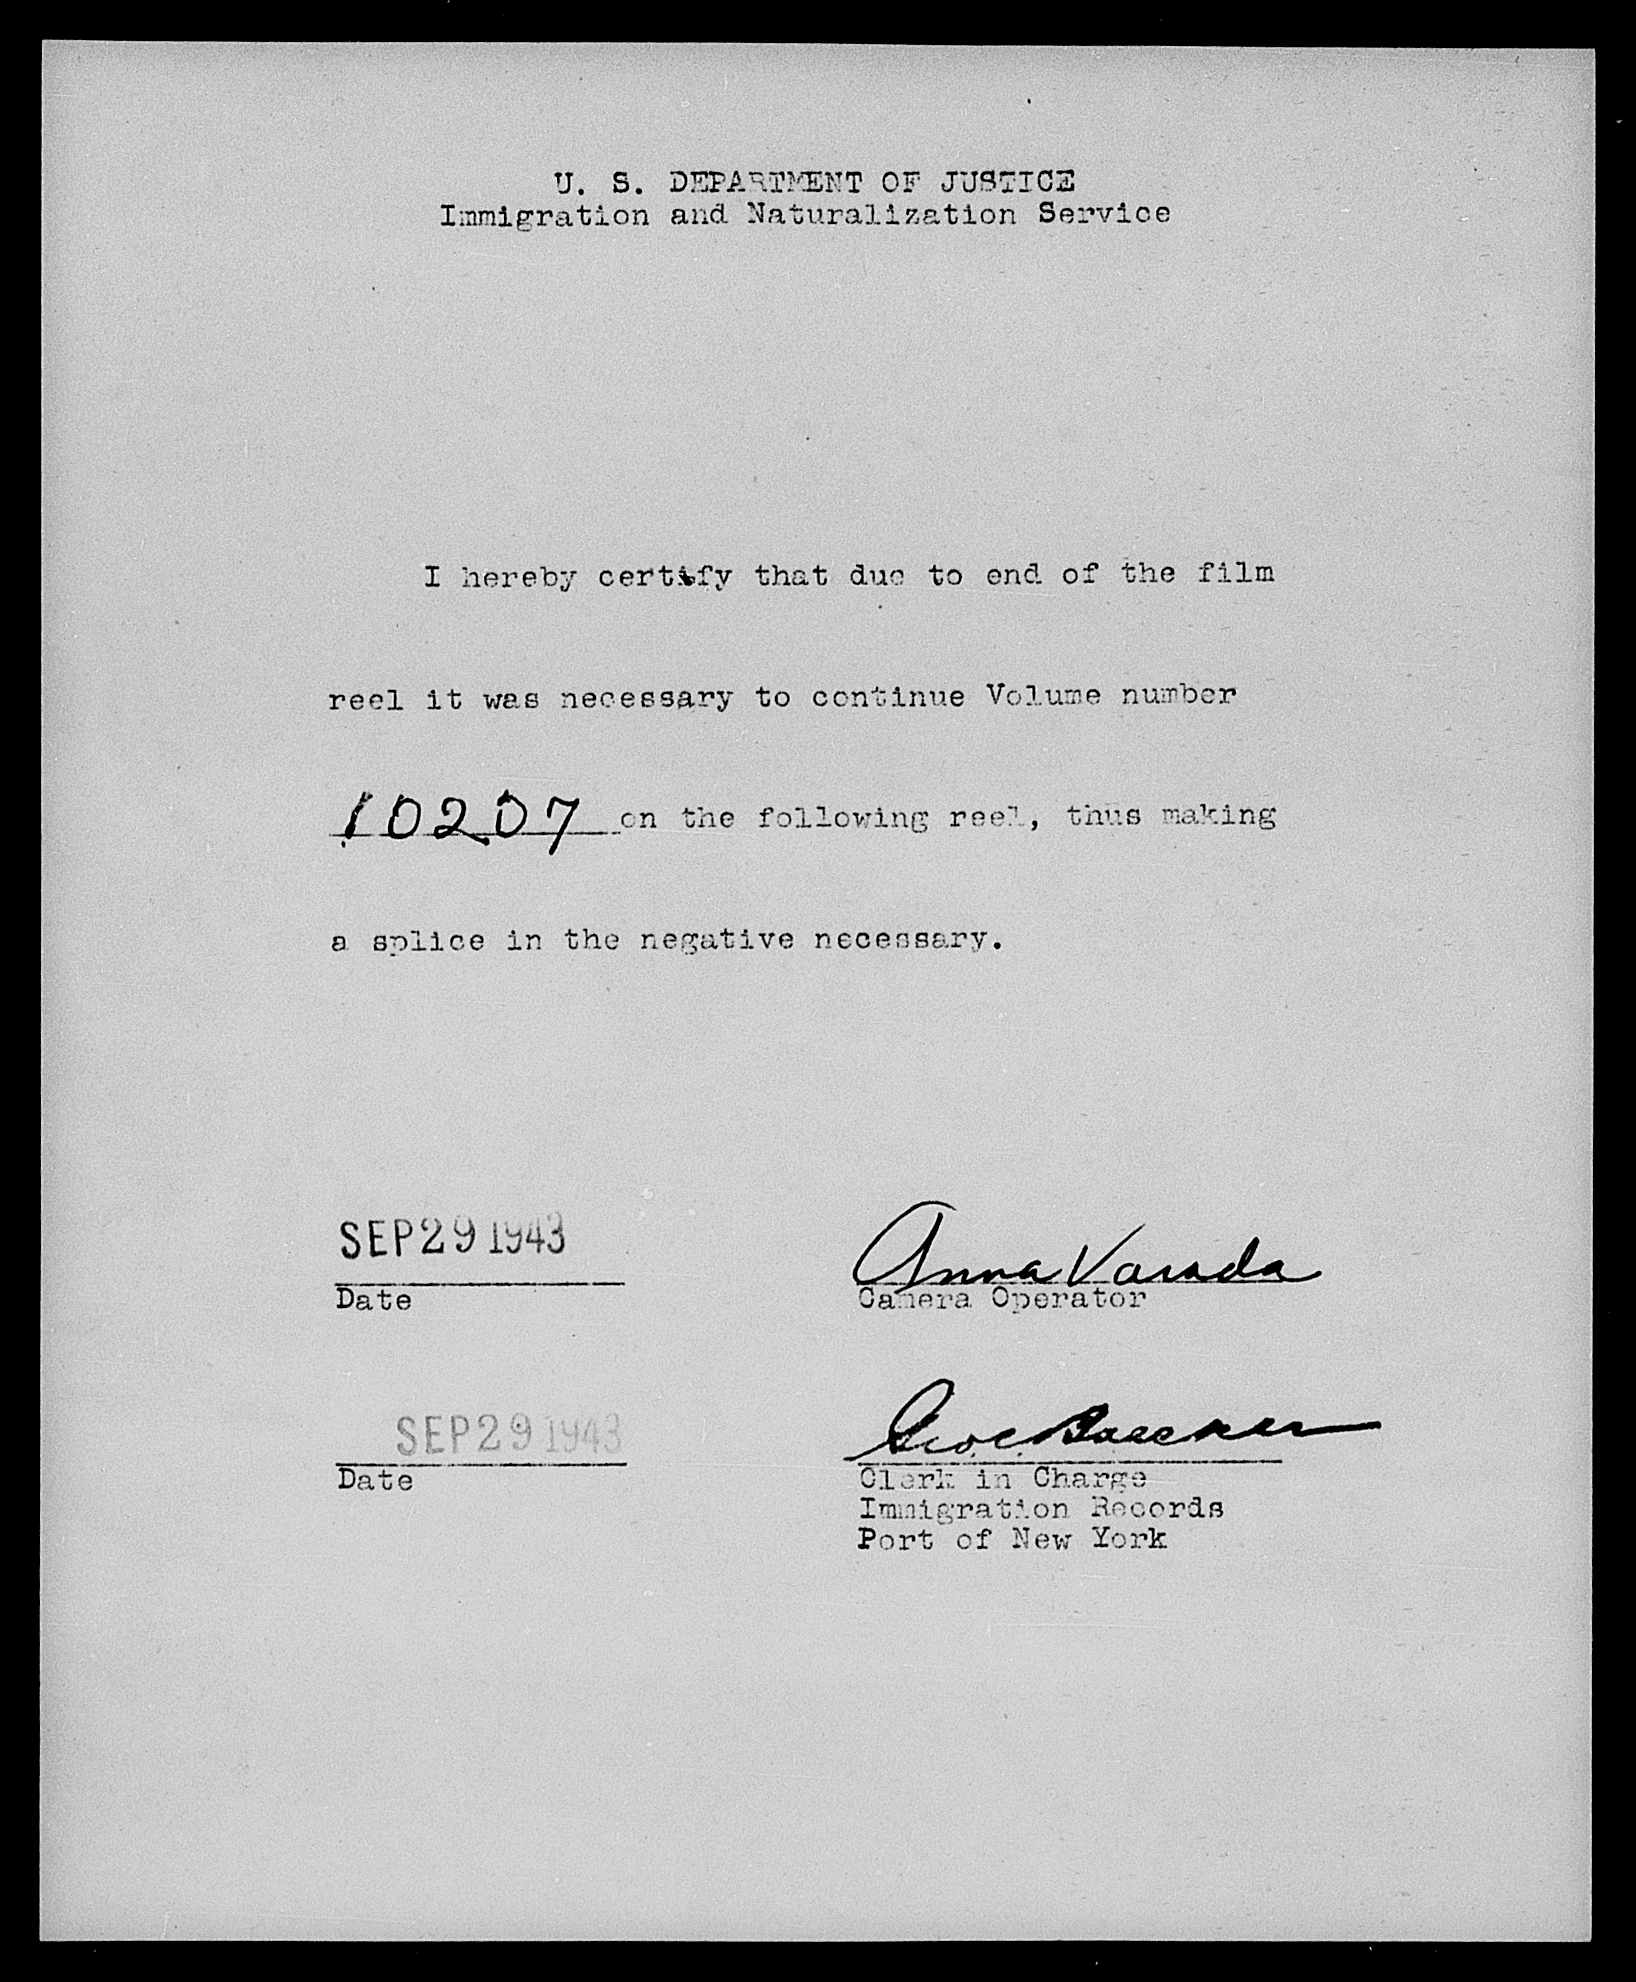 U. S. DEPARTMENT OF JUSTICE
Immigration and Naturalization Service
I hereby certify that due to end of the film
reel it was necessary to continue Volume number
10207 on the following reel, thus making
a splice in the negative necessary.
SEP 29 1943
Anna Varada
Date
Camera Operator
SEP 29 1943
Geo. C.
Date
Clerk in Charge
Immigration Records
Port of New York